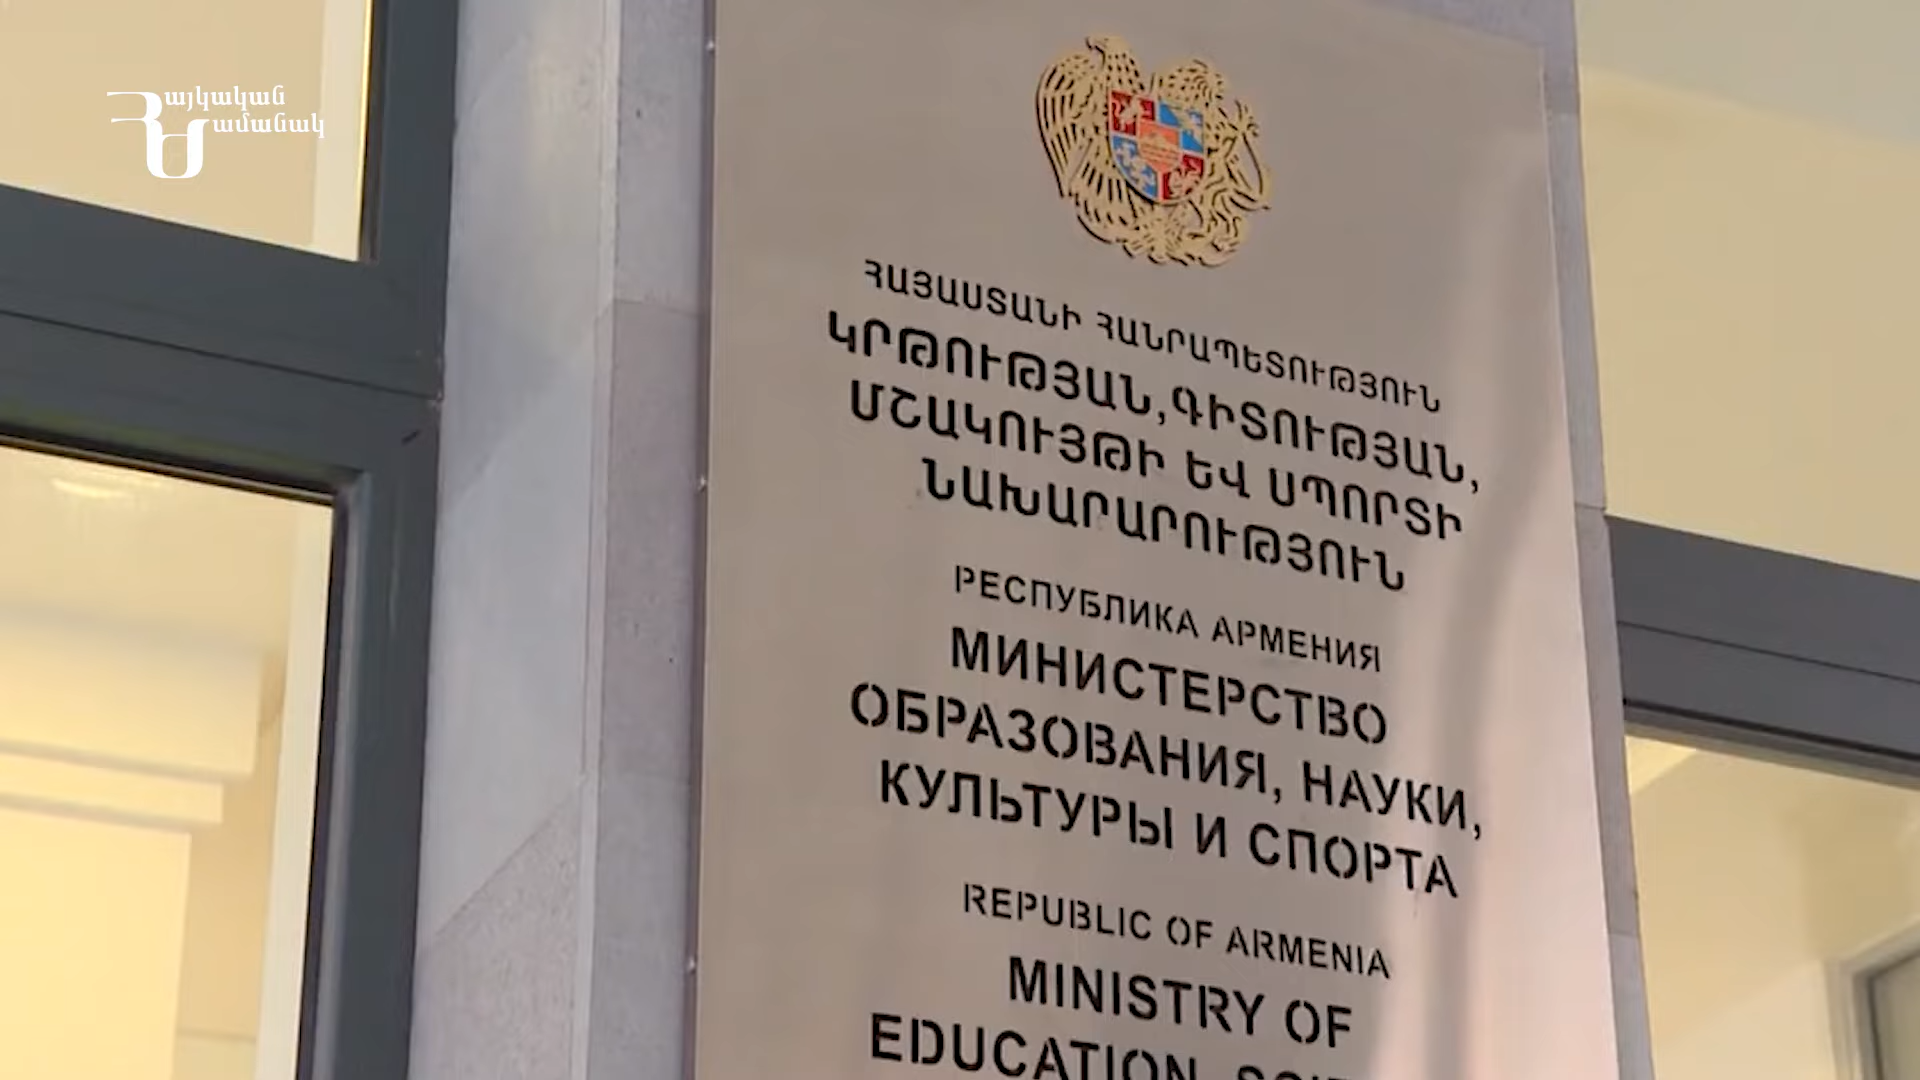 Հայկական
Ժամանակ
ՀԱՅԱՍՏԱՆԻ ՀԱՆՐԱՊԵՏՈՒԹՅՈՒՆ
ԿՐԹՈՒԹՅԱՆ,ԳԻՏՈՒԹՅԱՆ,
ՄՇԱԿՈՒՅԹԻ ԵՎ ՍՊՈՐՏԻ
ՆԱԽԱՐԱՐՈՒԹՅՈՒՆ
РЕСПУБЛИКА АРМЕНИЯ
МИНИСТЕРСТВО
ОБРАЗОВАНИЯ, НАУКИ,
КУЛЬТУРЫ И СПОРТА
REPUBLIC OF ARMENIA
MINISTRY OF
EDUCATION,